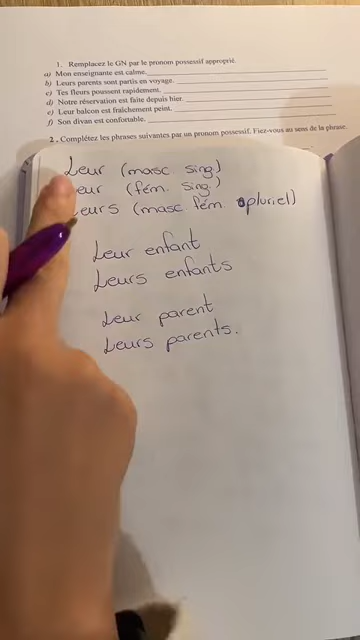 1. Remplacez le GN par le pronom possessif approprié.
a) Mon enseignante est calme.
b) Leurs parents sont partis en voyage.
c) Tes fleurs poussent rapidement.
d) Notre réservation est faite depuis hier.
e) Leur balcon est fraîchement peint.
f) Son divan est confortable.
2. Complétez les phrases suivantes par un pronom possessif. Fiez-vous au sens de la phrase.
Leur (masc. sing.)
eur (fém. sing.)
Leurs (masc. fém. pluriel)
Leur enfant
Leurs enfants
Leur parent
Leurs parents.